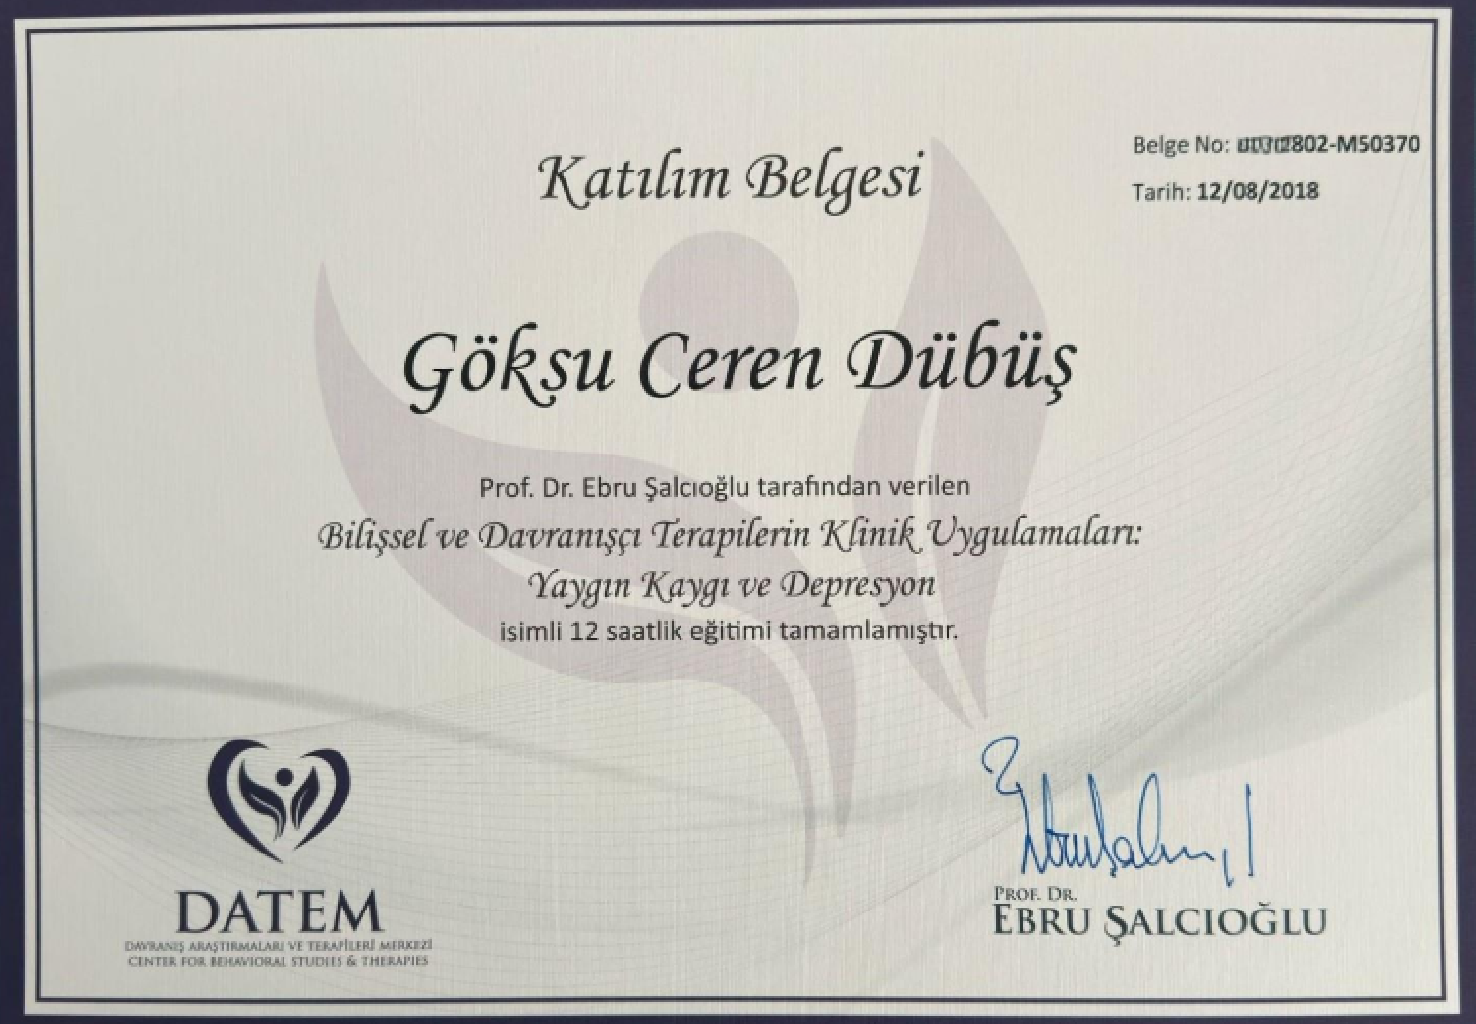 Katılım Belgesi
Belge No: 802-M50370
Tarih: 12/08/2018
Göksu Ceren Dübüş
Prof. Dr. Ebru Şalcıoğlu tarafından verilen
Bilişsel ve Davranışçı Terapilerin Klinik Uygulamaları:
Yaygın Kaygı ve Depresyon
isimli 12 saatlik eğitimi tamamlamıştır.
DATEM
DAVRANIŞ ARAŞTIRMALARI VE TERAPİLERİ MERKEZİ
CENTER FOR BEHAVIORAL STUDIES & THERAPIES
PROF. DR.
EBRU ŞALCIOĞLU